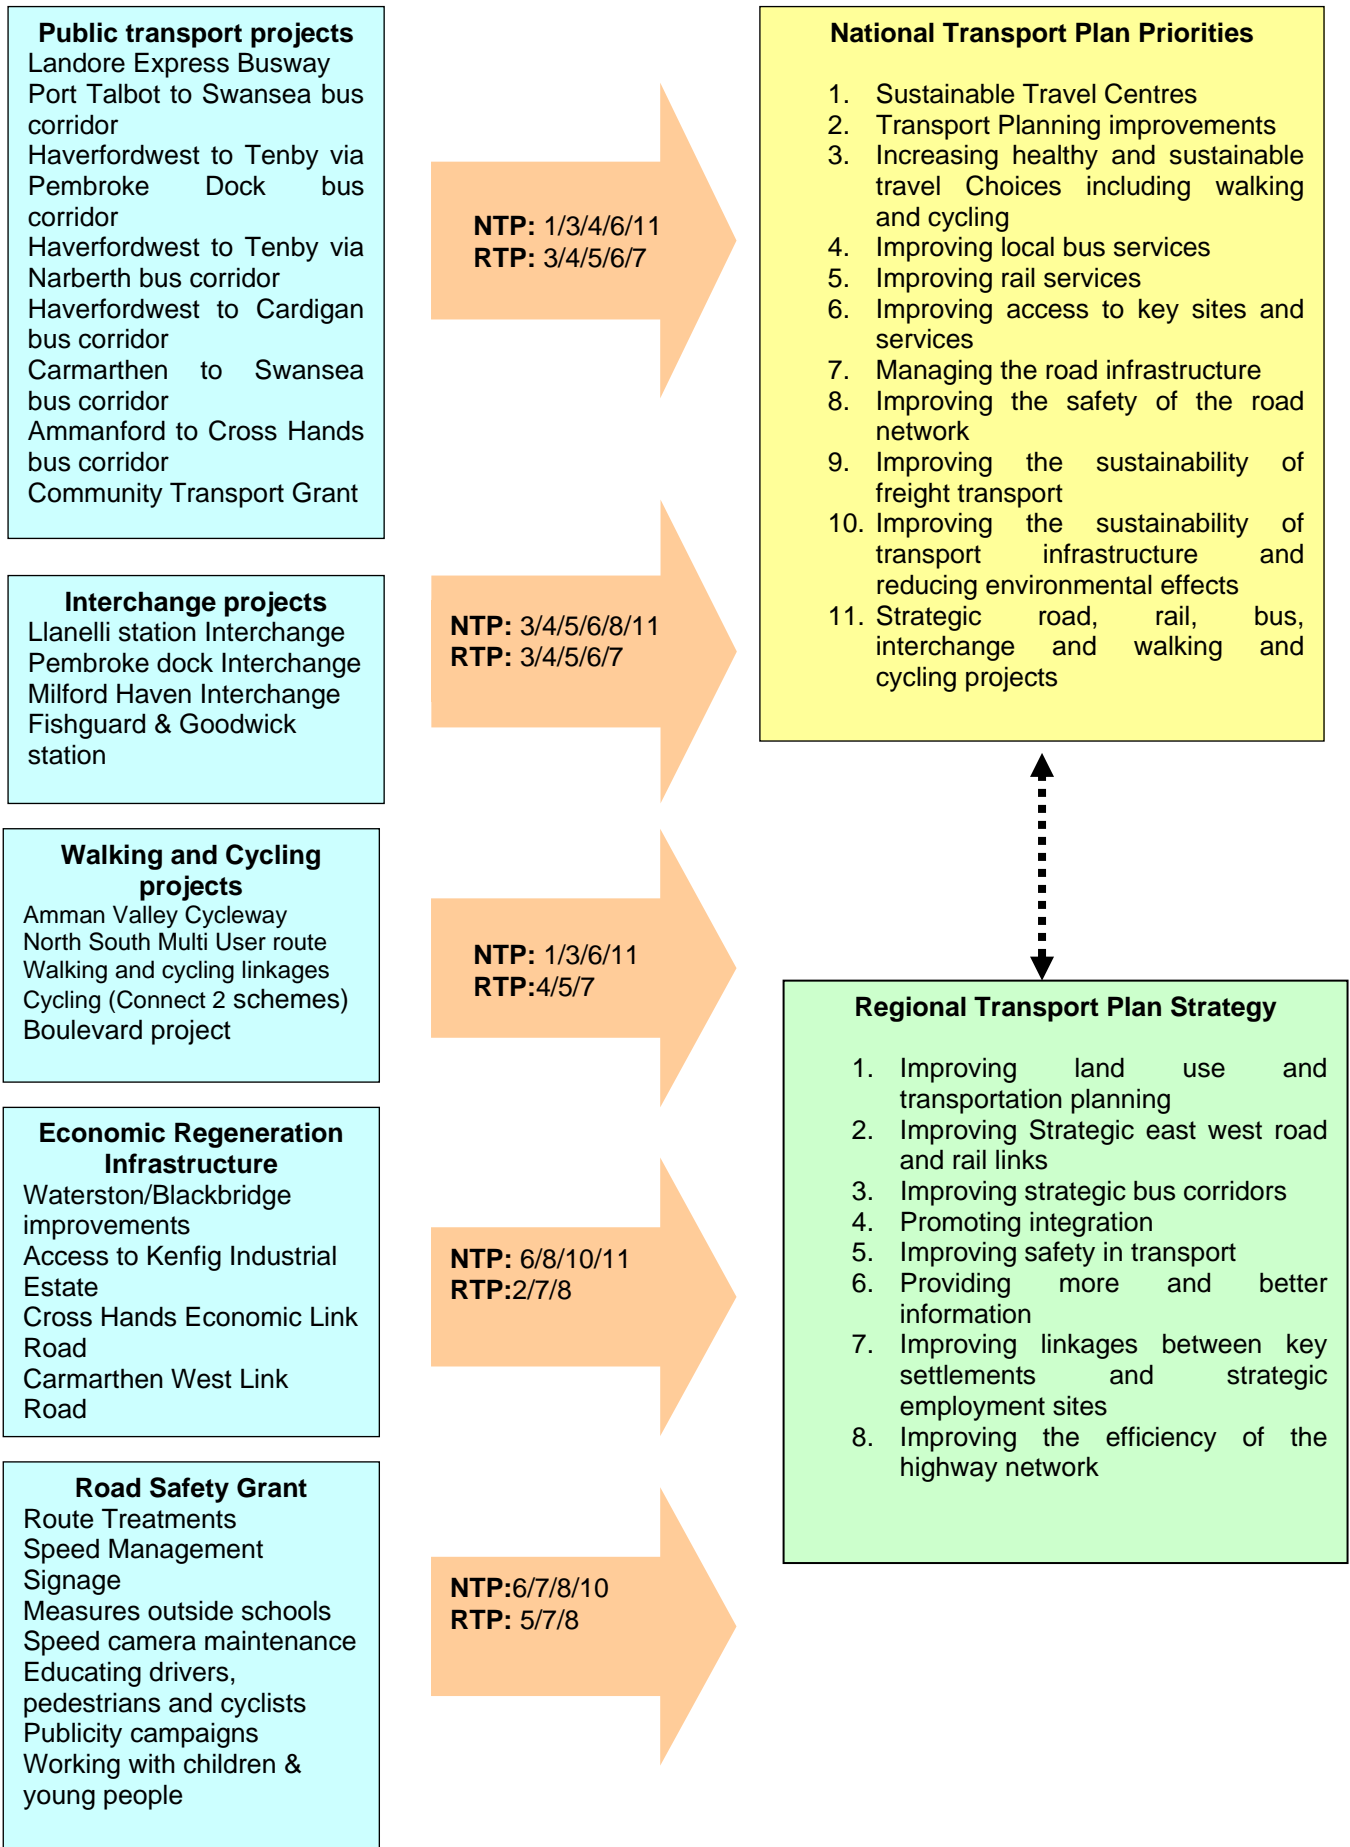 Public transport projects
Landore Express Busway
Port Talbot to Swansea bus
corridor
Haverfordwest to Tenby via
Pembroke Dock bus
corridor
Haverfordwest to Tenby via
Narberth bus corridor
Haverfordwest to Cardigan
bus corridor
Carmarthen to Swansea
bus corridor
Ammanford to Cross Hands
bus corridor
Community Transport Grant
Interchange projects
Llanelli station Interchange
Pembroke dock Interchange
Milford Haven Interchange
Fishguard & Goodwick
station
Walking and Cycling
projects
Amman Valley Cycleway
North South Multi User route
Walking and cycling linkages
Cycling (Connect 2 schemes)
Boulevard project
Economic Regeneration
Infrastructure
Waterston/Blackbridge
improvements
Access to Kenfig Industrial
Estate
Cross Hands Economic Link
Road
Carmarthen West Link
Road
Road Safety Grant
Route Treatments
Speed Management
Signage
Measures outside schools
Speed camera maintenance
Educating drivers,
pedestrians and cyclists
Publicity campaigns
Working with children &
young people
NTP: 1/3/4/6/11
RTP: 3/4/5/6/7
NTP: 3/4/5/6/8/11
RTP: 3/4/5/6/7
NTP: 1/3/6/11
RTP:4/5/7
NTP: 6/8/10/11
RTP:2/7/8
NTP:6/7/8/10
RTP: 5/7/8
National Transport Plan Priorities
1. Sustainable Travel Centres
2. Transport Planning improvements
3. Increasing healthy and sustainable
travel Choices including walking
and cycling
4. Improving local bus services
5. Improving rail services
6. Improving access to key sites and
services
7. Managing the road infrastructure
8. Improving the safety of the road
network
9. Improving the sustainability of
freight transport
10. Improving the sustainability of
transport infrastructure and
reducing environmental effects
11. Strategic road, rail, bus,
interchange and walking and
cycling projects
Regional Transport Plan Strategy
1. Improving land use and
transportation planning
2. Improving Strategic east west road
and rail links
3. Improving strategic bus corridors
4. Promoting integration
5. Improving safety in transport
6. Providing more and better
information
7. Improving linkages between key
settlements and strategic
employment sites
8. Improving the efficiency of the
highway network